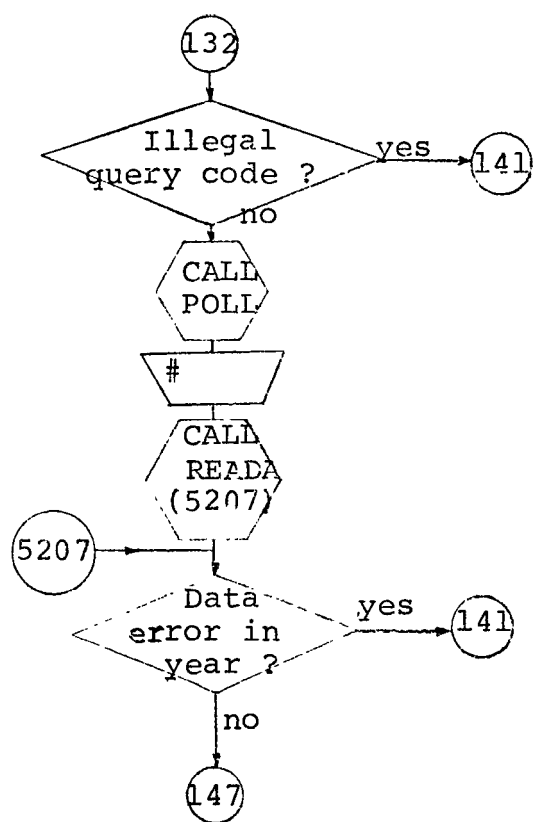 132
Illegal
query code ?
yes
141
no
CALL
POLL
#
CALL
READA
(5207)
5207
Data
error in
year ?
yes
141
no
147